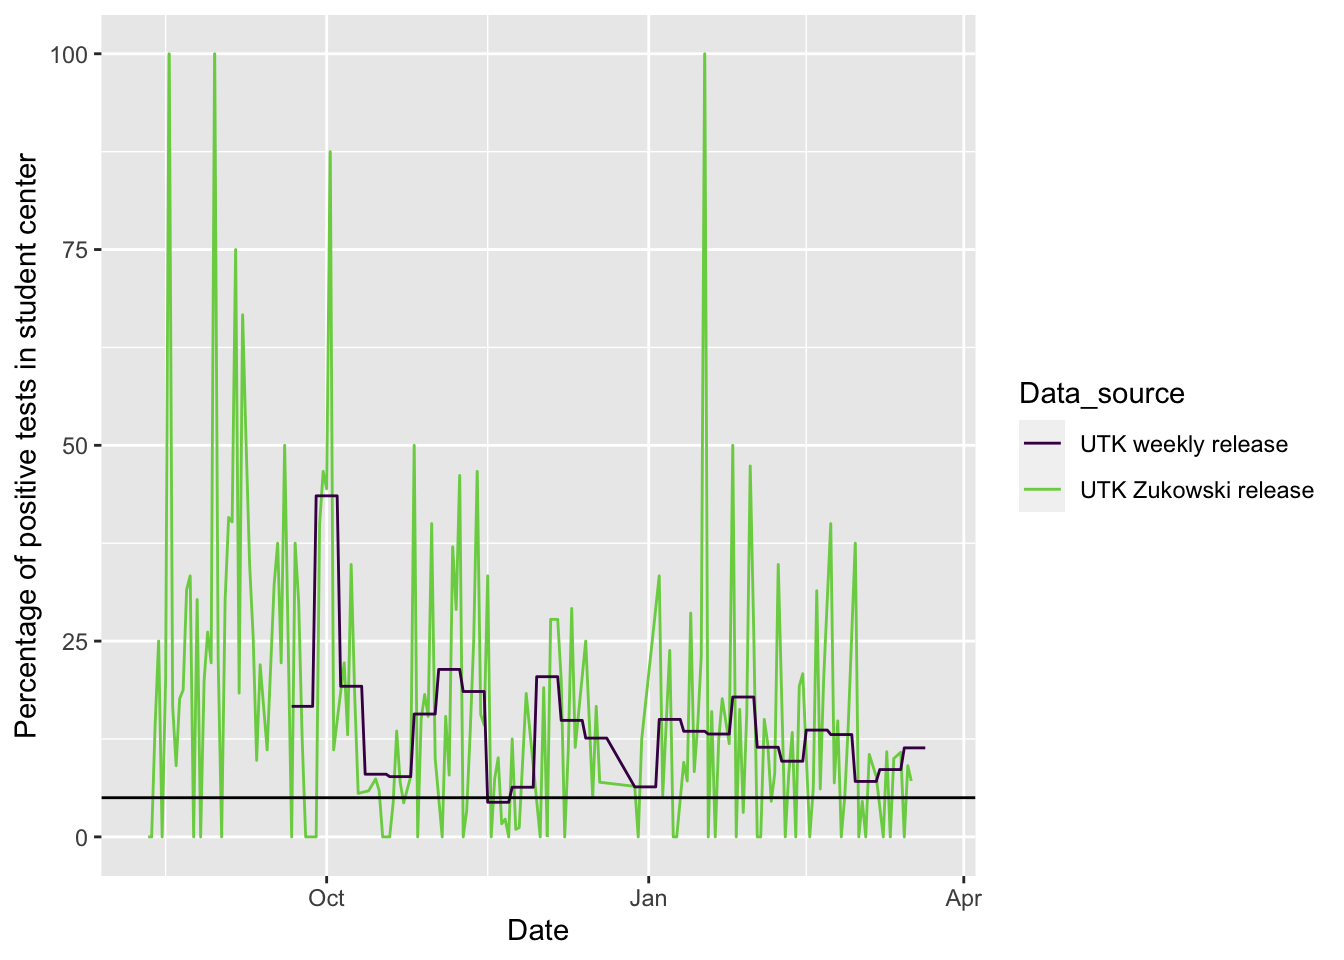 Percentage of positive tests in student center
100
75
50
25
0
Oct
Jan
Apr
Date
Data_source
UTK weekly release
UTK Zukowski release